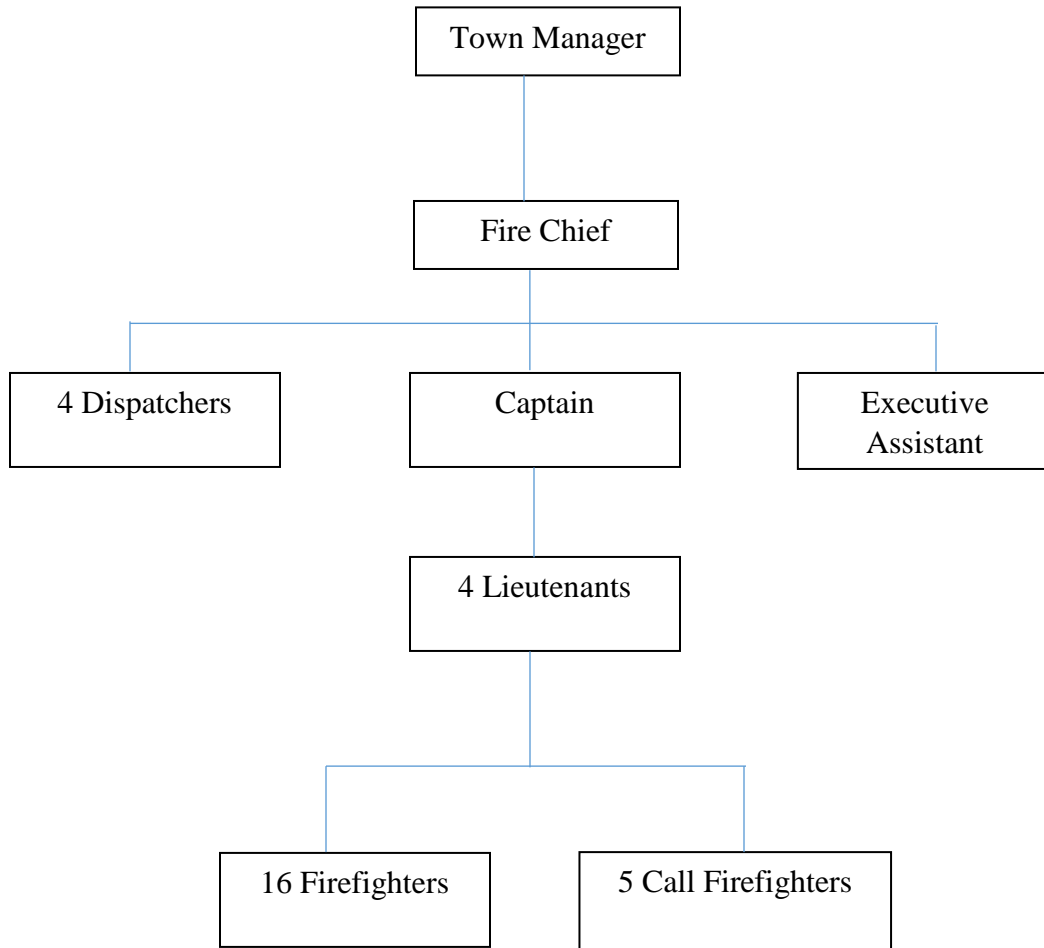 Town Manager
Fire Chief
4 Dispatchers
Captain
Executive
Assistant
4 Lieutenants
16 Firefighters
5 Call Firefighters